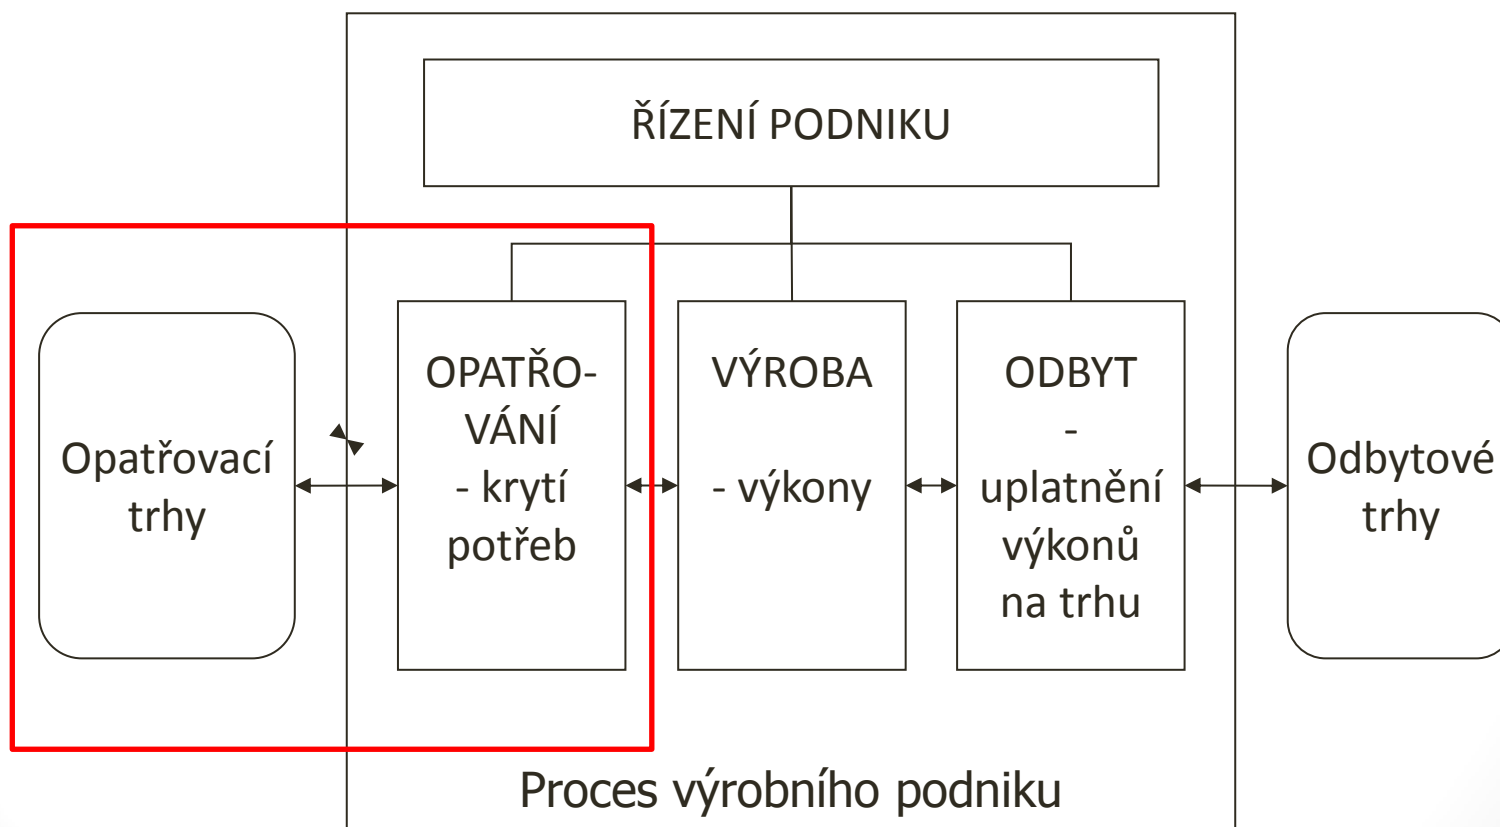 ŘÍZENÍ PODNIKU
Opatřovací
trhy
OPATŘO-
VÁNÍ
- krytí
potřeb
VÝROBA
- výkony
ODBYT
-
uplatnění
výkonů
na trhu
Odbytové
trhy
Proces výrobního podniku